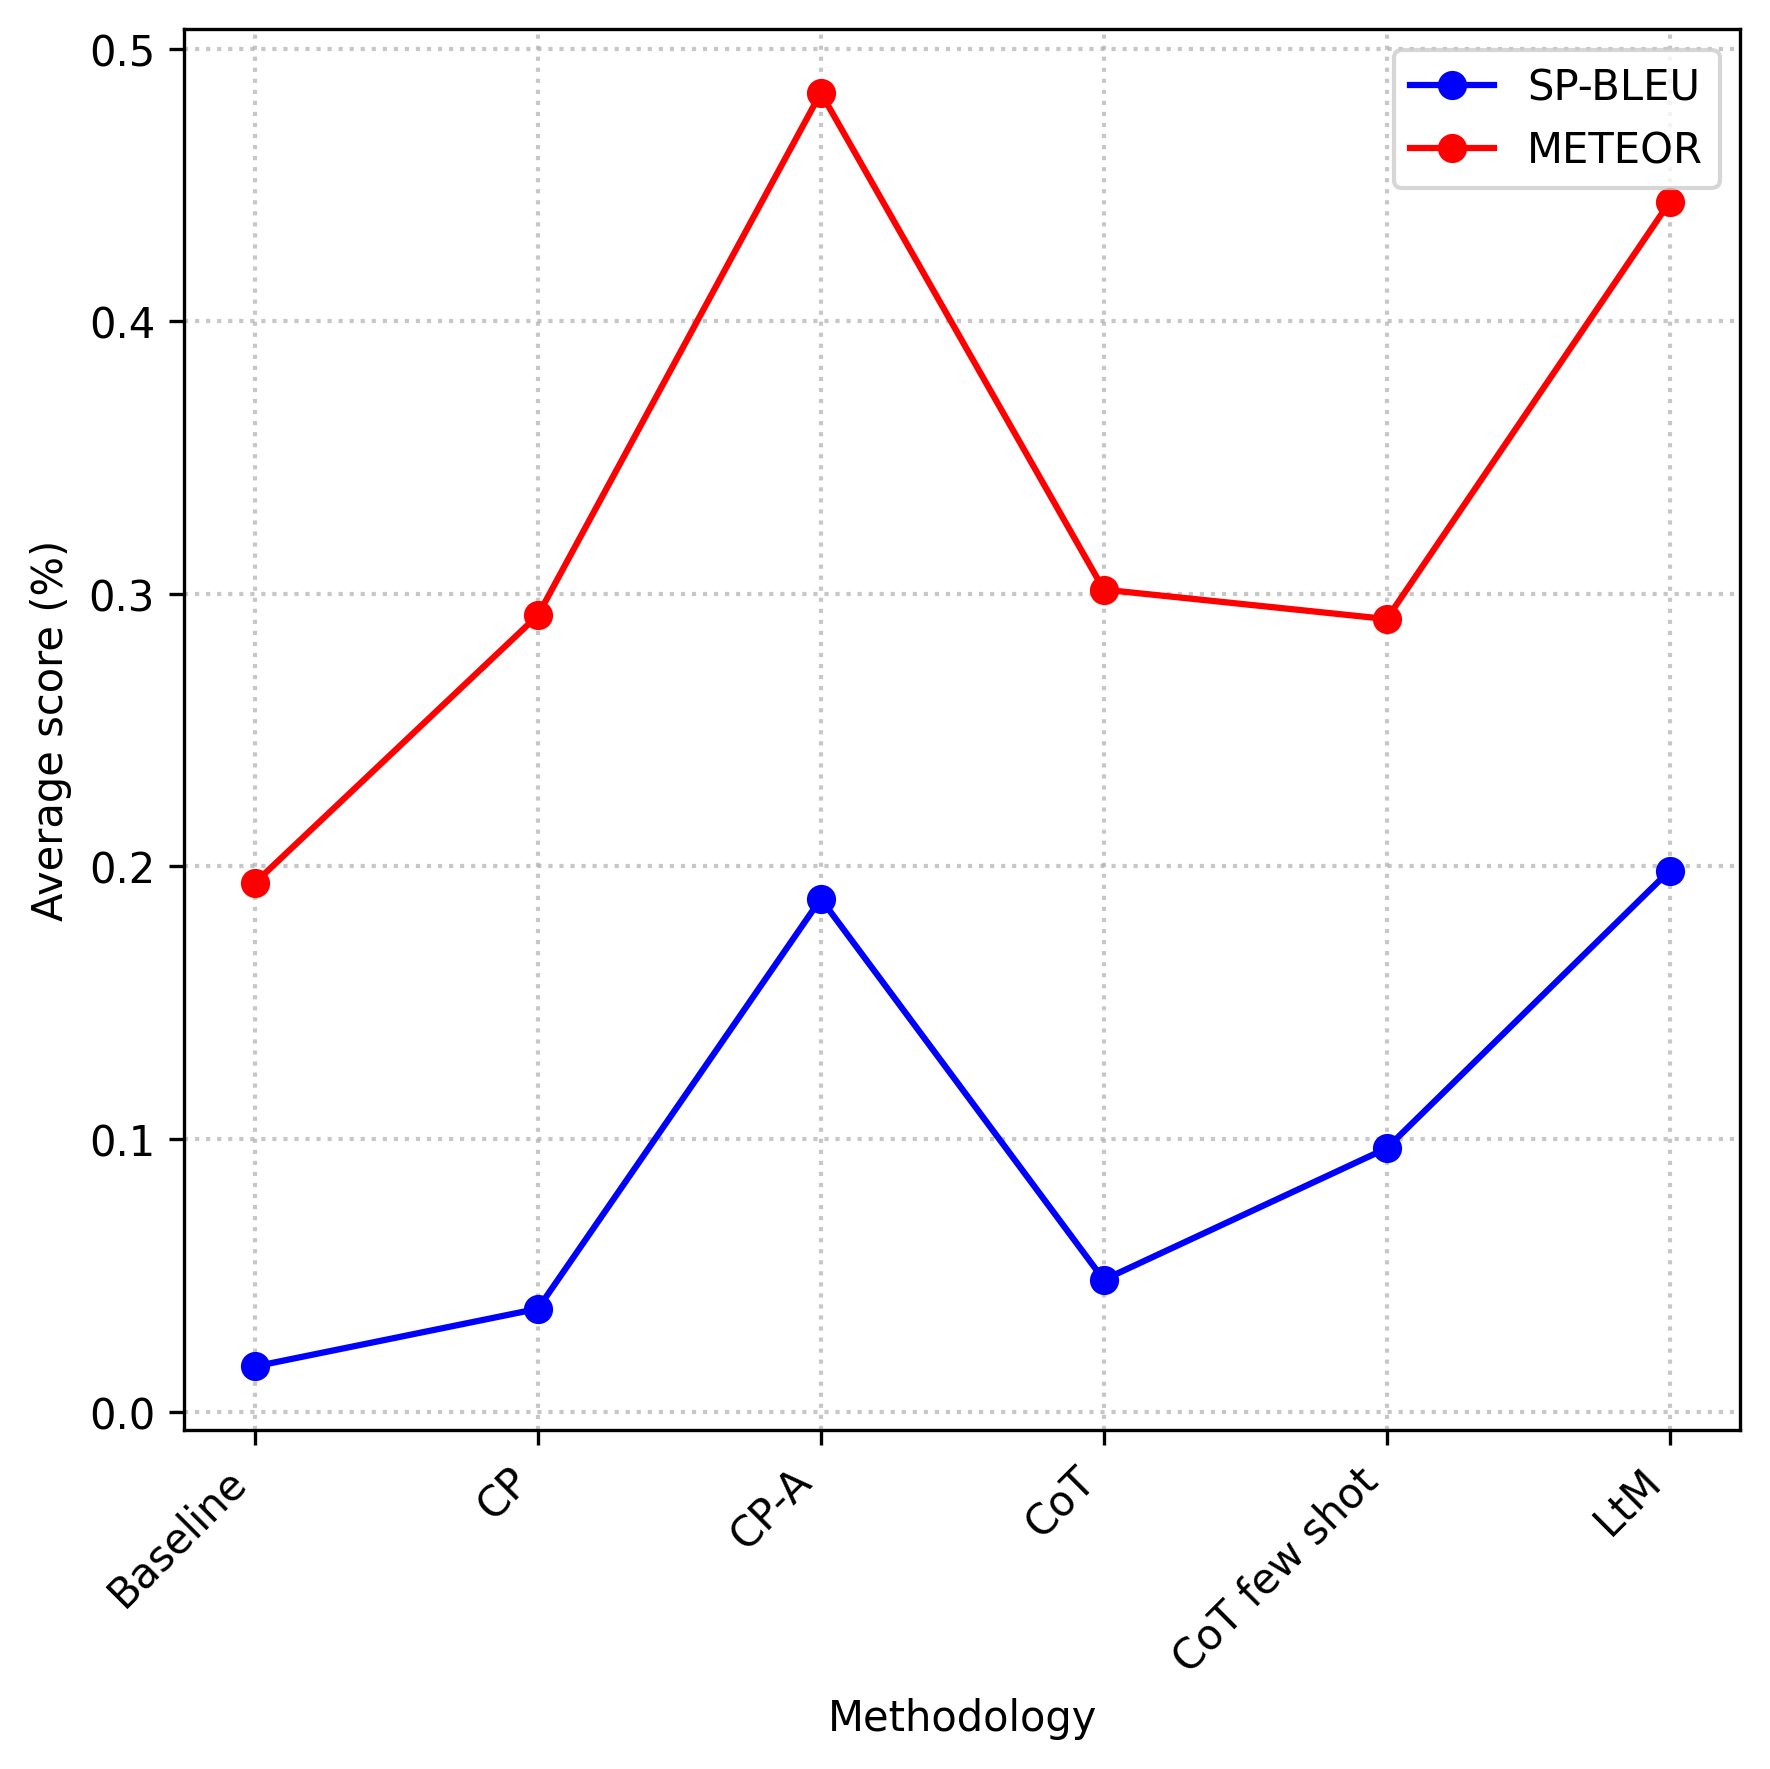 SP-BLEU
METEOR
Average score (%)
0.5
0.4
0.3
0.2
0.1
0.0
Baseline
CP
CP-A
CoT
CoT few shot
LtM
Methodology